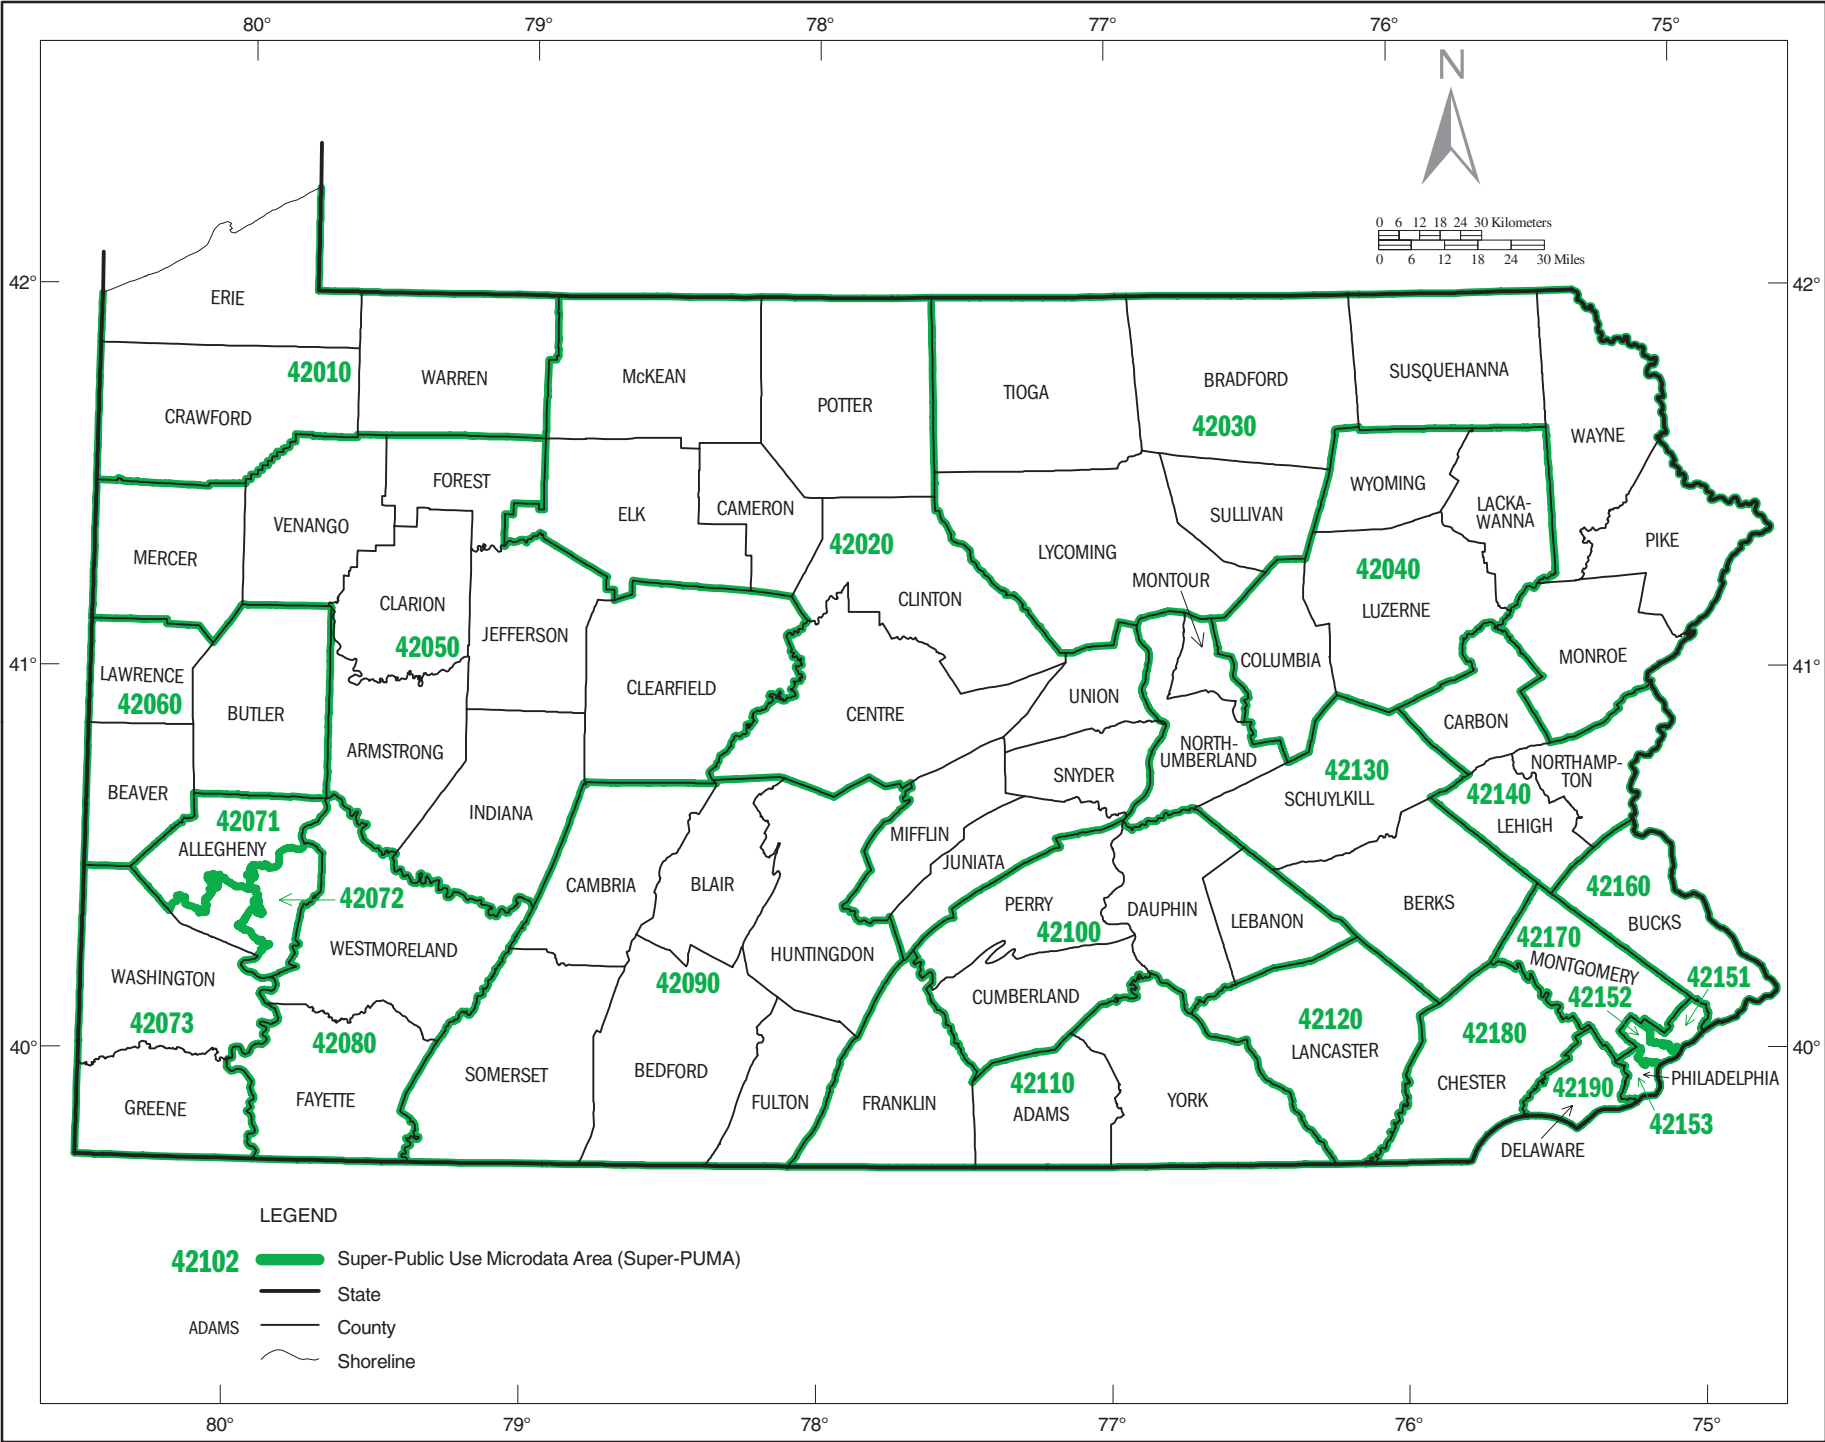 80° 79° 78° 77° 76° 75°
N
0 6 12 18 24 30 Kilometers
0 6 12 18 24 30 Miles
42° 42°
ERIE
42010
WARREN
McKEAN
POTTER
TIOGA
BRADFORD
SUSQUEHANNA
CRAWFORD
42030
WAYNE
FOREST
VENANGO
ELK
CAMERON
WYOMING
LACKA-
WANNA
SULLIVAN
MERCER
42020
LYCOMING
PIKE
MONTOUR
42040
CLARION
CLINTON
LUZERNE
JEFFERSON
42050
41° 41°
LAWRENCE
42060
COLUMBIA
MONROE
CLEARFIELD
UNION
BUTLER
CENTRE
CARBON
ARMSTRONG
NORTH-
UMBERLAND
SNYDER
42130
NORTHAMP-
TON
BEAVER
SCHUYLKILL
42140
INDIANA
LEHIGH
42071
ALLEGHENY
MIFFLIN
JUNIATA
CAMBRIA
BLAIR
42160
42072
PERRY
DAUPHIN
LEBANON
BERKS
BUCKS
42100
42170
WESTMORELAND
HUNTINGDON
MONTGOMERY
WASHINGTON
42090
CUMBERLAND
42151
42152
42073
42080
42120
LANCASTER
42180
40° 40°
SOMERSET
BEDFORD
42110
CHESTER
42190
PHILADELPHIA
GREENE
FAYETTE
FULTON
FRANKLIN
ADAMS
YORK
42153
DELAWARE
LEGEND
42102 Super-Public Use Microdata Area (Super-PUMA)
State
ADAMS County
Shoreline
80° 79° 78° 77° 76° 75°